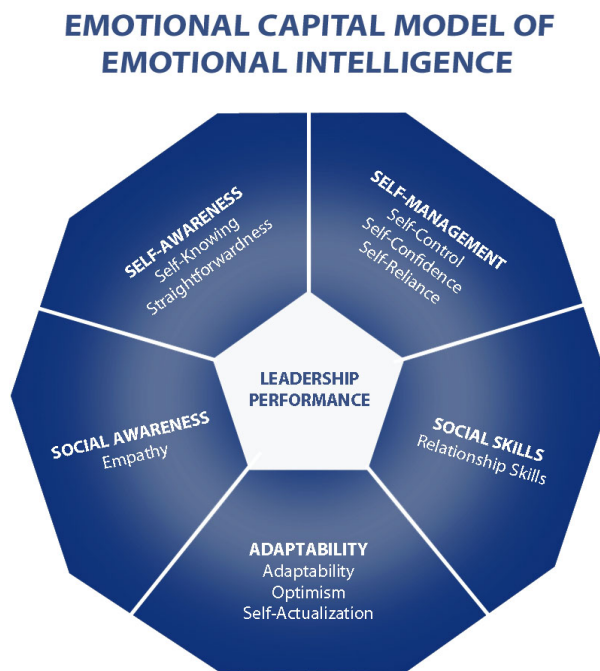 EMOTIONAL CAPITAL MODEL OF
EMOTIONAL INTELLIGENCE
SELF-AWARENESS
Self-Knowing
Straightforwardness
SELF-MANAGEMENT
Self-Control
Self-Confidence
Self-Reliance
LEADERSHIP
PERFORMANCE
SOCIAL AWARENESS
Empathy
SOCIAL SKILLS
Relationship Skills
ADAPTABILITY
Adaptability
Optimism
Self-Actualization